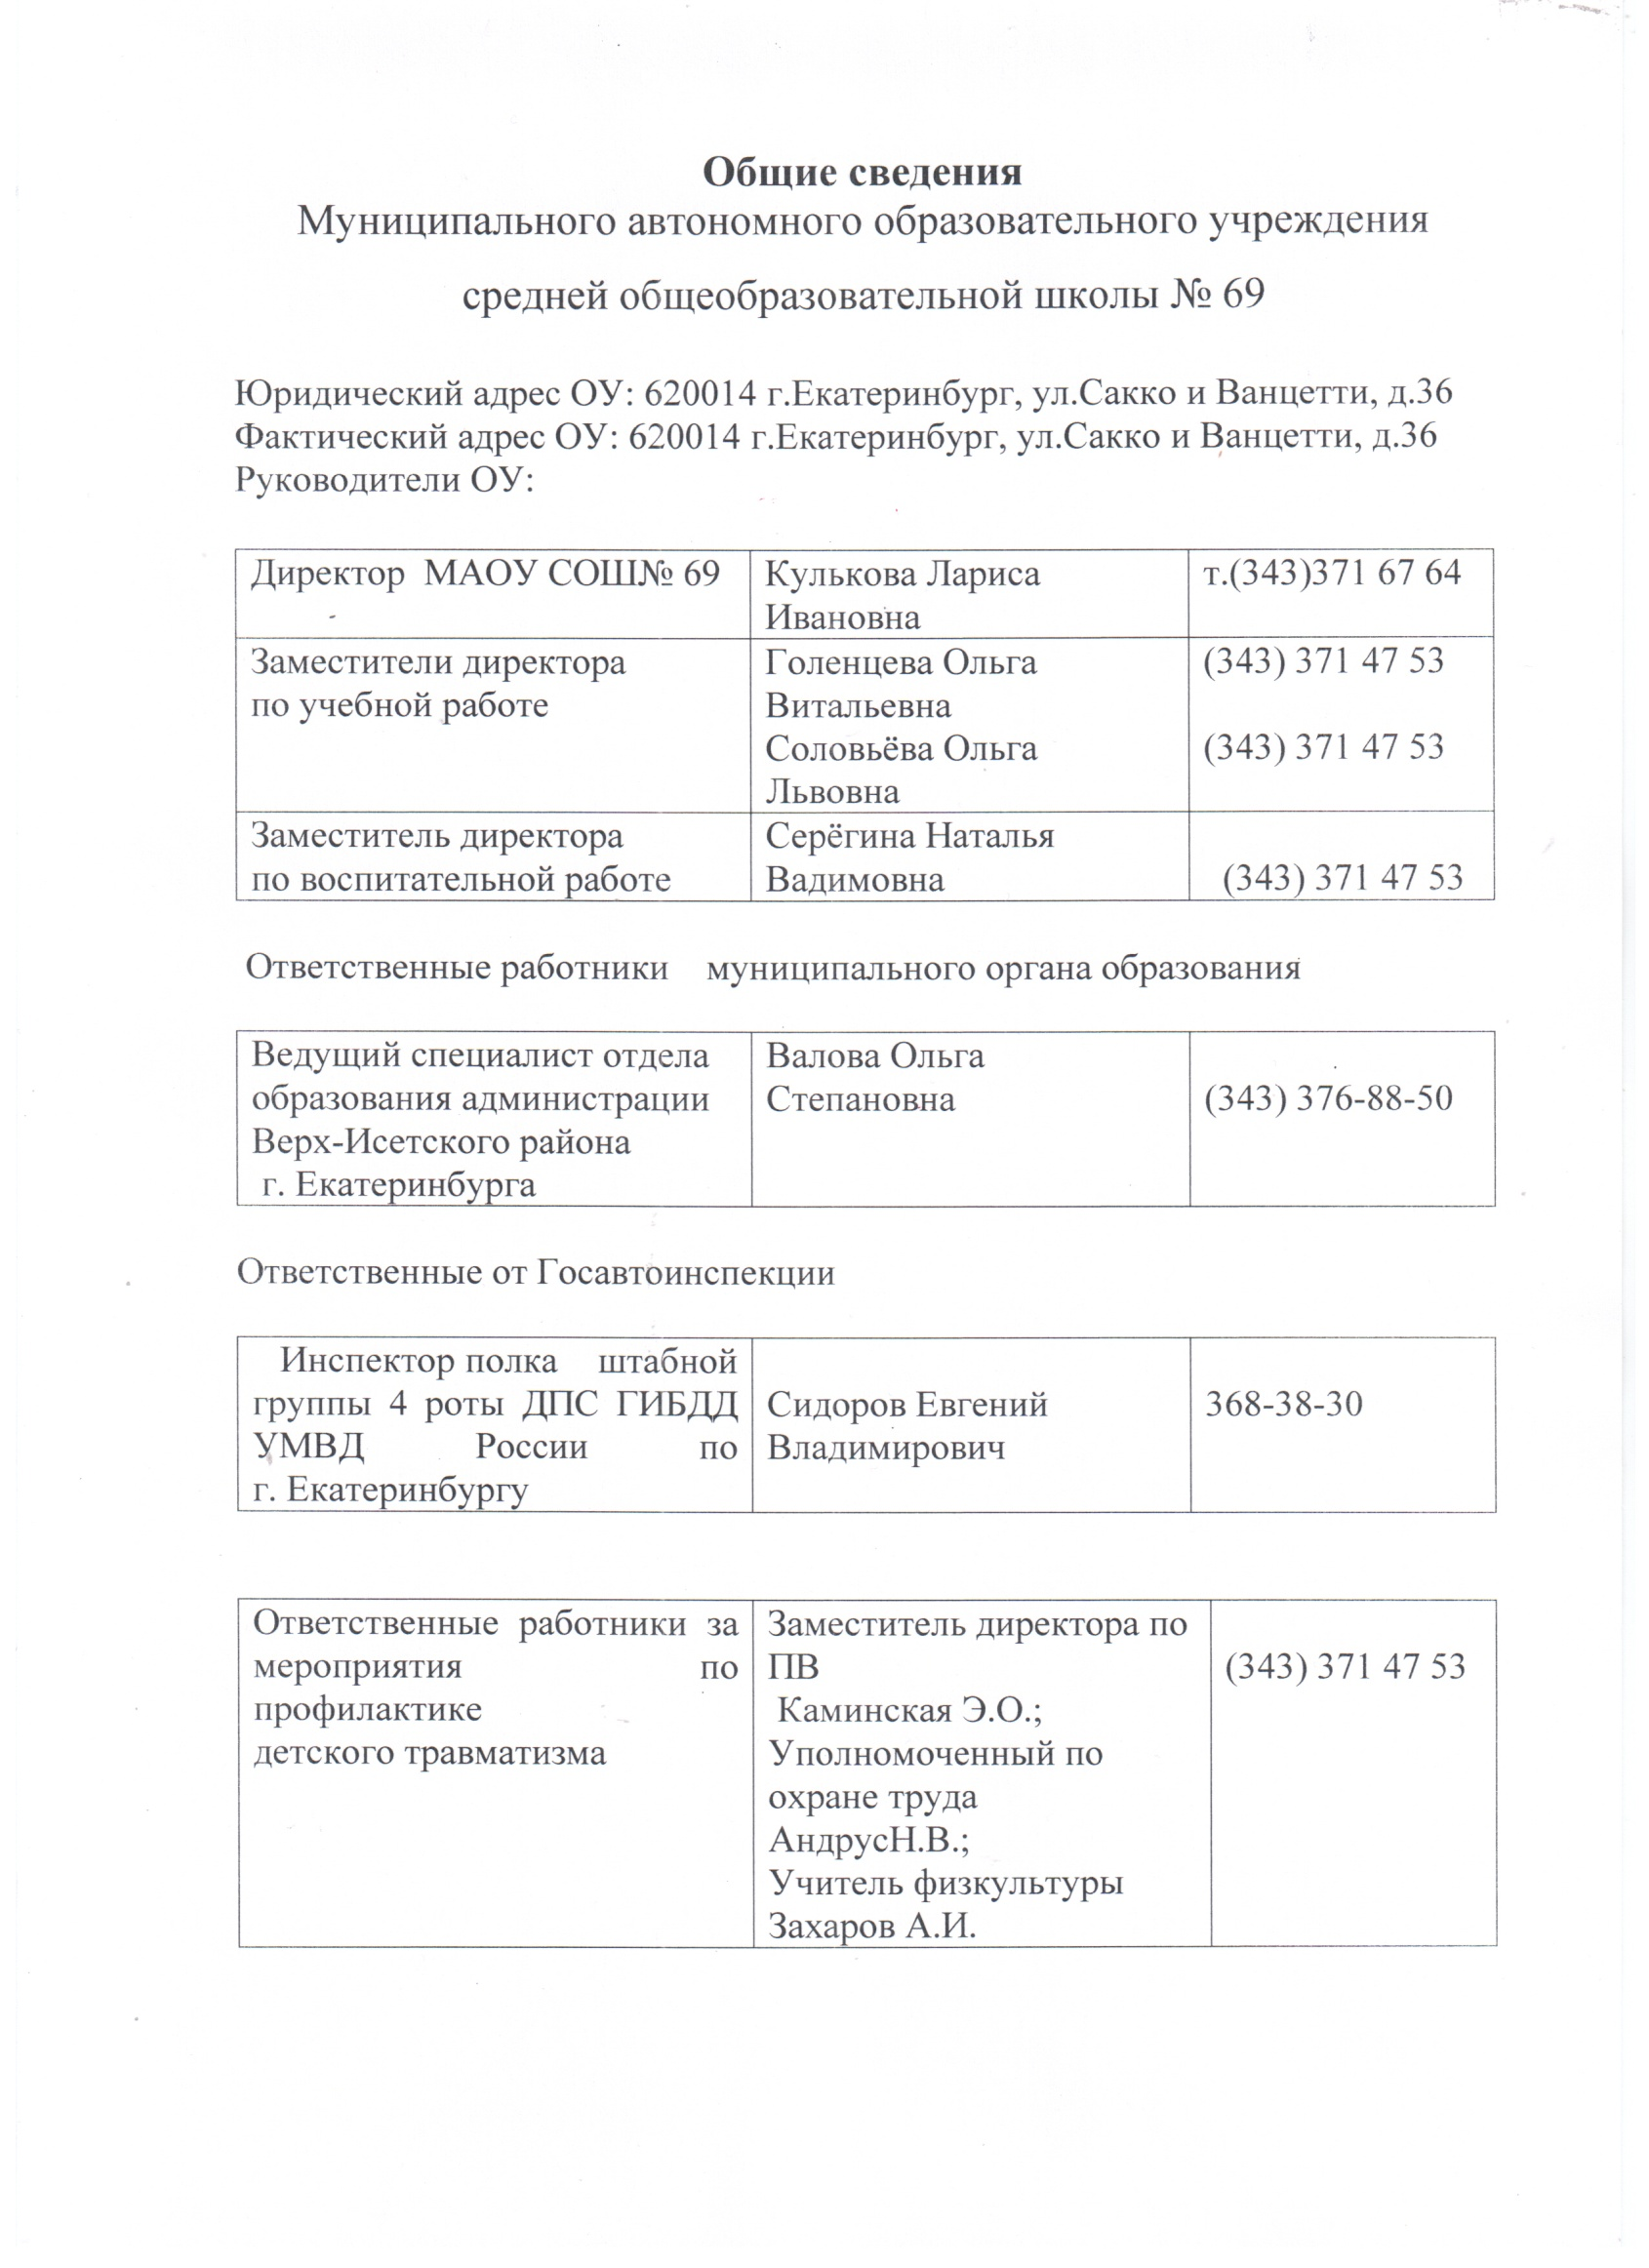 Общие сведения
Муниципального автономного образовательного учреждения
средней общеобразовательной школы № 69
Юридический адрес ОУ: 620014 г.Екатеринбург, ул.Сакко и Ванцетти, д.36
Фактический адрес ОУ: 620014 г.Екатеринбург, ул.Сакко и Ванцетти, д.36
Руководители ОУ:
Директор МАОУ СОШ№ 69
Кулькова Лариса
Ивановна
т.(343)371 67 64
Заместители директора
по учебной работе
Голенцева Ольга
Витальевна
Соловьёва Ольга
Львовна
(343) 371 47 53
(343) 371 47 53
Заместитель директора
по воспитательной работе
Серёгина Наталья
Вадимовна
(343) 371 47 53
Ответственные работники муниципального органа образования
Ведущий специалист отдела
образования администрации
Верх-Исетского района
г. Екатеринбурга
Валова Ольга
Степановна
(343) 376-88-50
Ответственные от Госавтоинспекции
Инспектор полка штабной
группы 4 роты ДПС ГИБДД
УМВД России по
г. Екатеринбургу
Сидоров Евгений
Владимирович
368-38-30
Ответственные работники за
мероприятия по
профилактике
детского травматизма
Заместитель директора по
ПВ
Каминская Э.О.;
Уполномоченный по
охране труда
АндрусН.В.;
Учитель физкультуры
Захаров А.И.
(343) 371 47 53